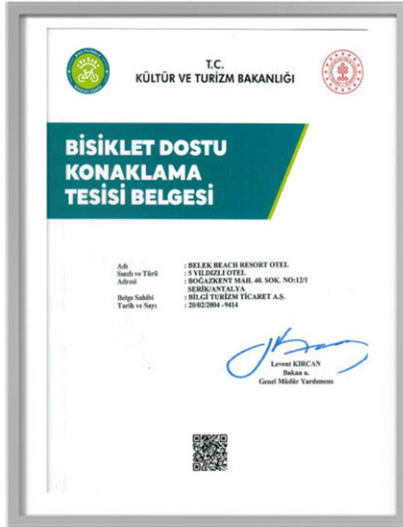 T.C.
KÜLTÜR VE TURİZM BAKANLIĞI
BİSİKLET DOSTU
KONAKLAMA
TESİSİ BELGESİ
Adı : BELEK BEACH RESORT OTEL
Sınıfı ve Türü : 5 YILDIZLI OTEL
Adresi : BOĞAZKENT MAH. 40. SOK. NO:12/1
SERİK/ANTALYA
Belge Sahibi : BİLGİ TURİZM TİCARET A.Ş.
Tarih ve Sayı : 20/02/2004 - 9414
Levent KIRCAN
Bakan a.
Genel Müdür Yardımcısı